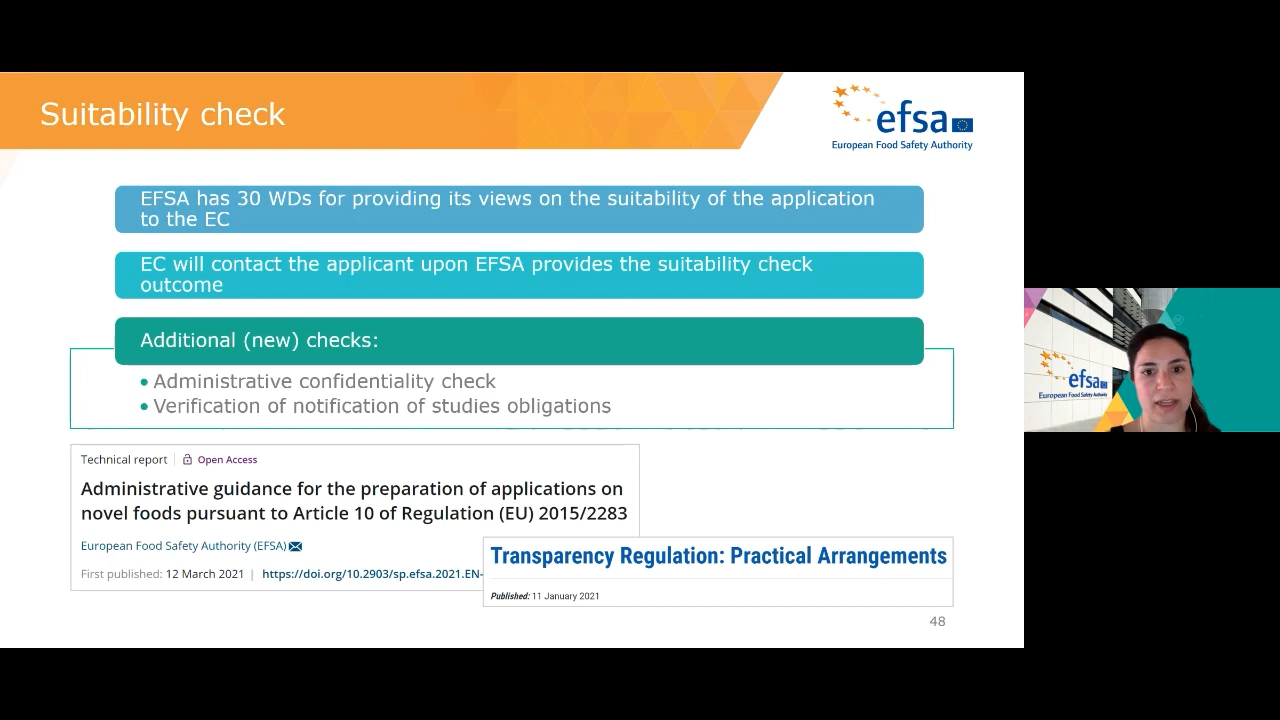 Suitability check
efsa
European Food Safety Authority
EFSA has 30 WDs for providing its views on the suitability of the application
to the EC
EC will contact the applicant upon EFSA provides the suitability check
outcome
Additional (new) checks:
• Administrative confidentiality check
• Verification of notification of studies obligations
Technical report | Open Access
Administrative guidance for the preparation of applications on
novel foods pursuant to Article 10 of Regulation (EU) 2015/2283
European Food Safety Authority (EFSA)
First published: 12 March 2021 | https://doi.org/10.2903/sp.efsa.2021.EN-
Transparency Regulation: Practical Arrangements
Published: 11 January 2021
48
efsa
European Food Safety Authority